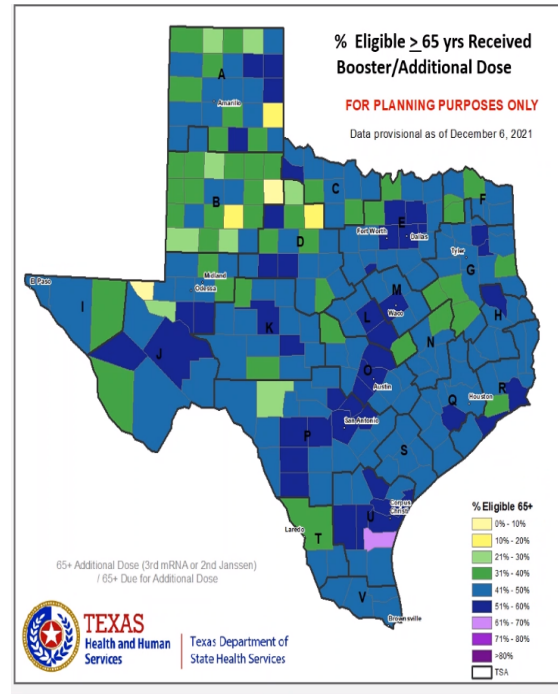 % Eligible > 65 yrs Received
Booster/Additional Dose
FOR PLANNING PURPOSES ONLY
Data provisional as of December 6, 2021
A
Amarillo
B
C
D
E
F
Fort Worth
Dallas
Tyler
G
El Paso
Midland
Odessa
I
J
K
L
M
Waco
N
H
O
Austin
San Antonio
P
Q
Houston
R
S
Laredo
T
U
Corpus
Christi
V
Brownsville
% Eligible 65+
0% - 10%
10% - 20%
21% - 30%
31% - 40%
41% - 50%
51% - 60%
61% - 70%
71% - 80%
>80%
TSA
65+ Additional Dose (3rd mRNA or 2nd Janssen)
/ 65+ Due for Additional Dose
TEXAS
Health and Human
Services
Texas Department of
State Health Services